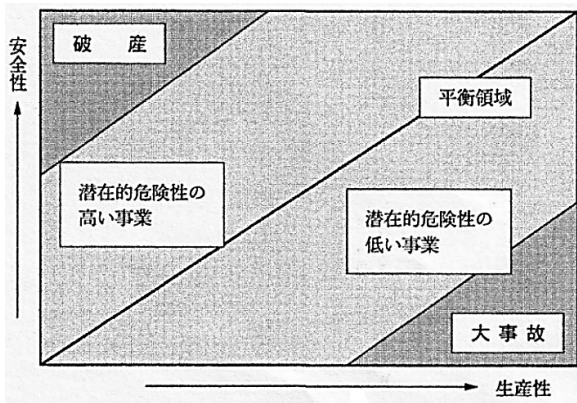 破 産
安全性
平衡領域
潜在的危険性の
高い事業
潜在的危険性の
低い事業
大事故
生産性